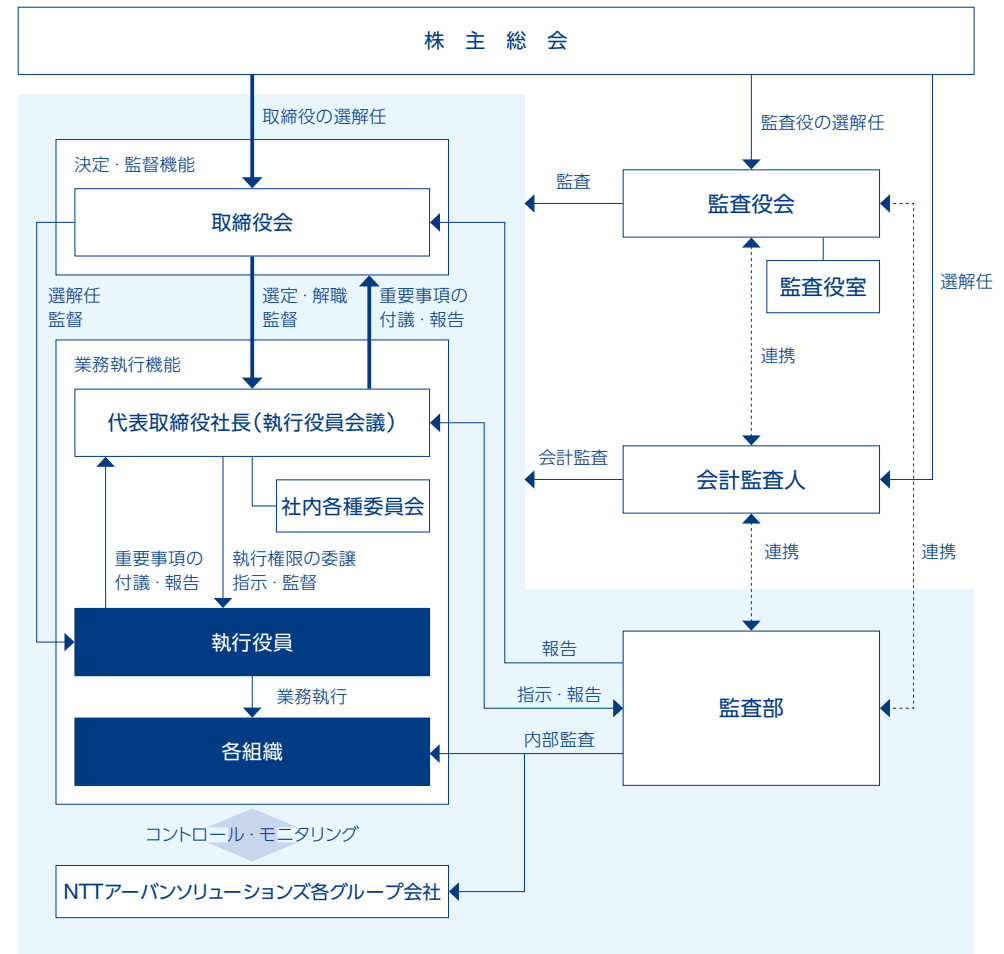 株主総会
取締役の選解任
監査役の選解任
決定・監督機能
監査
取締役会
監査役会
選解任
監督
選定・解職
監督
重要事項の
付議・報告
監査役室
選解任
業務執行機能
連携
代表取締役社長（執行役員会議）
会計監査
会計監査人
社内各種委員会
重要事項の
付議・報告
執行権限の委譲
指示・監督
連携
連携
執行役員
報告
業務執行
指示・報告
監査部
各組織
内部監査
コントロール・モニタリング
NTTアーバンソリューションズ各グループ会社